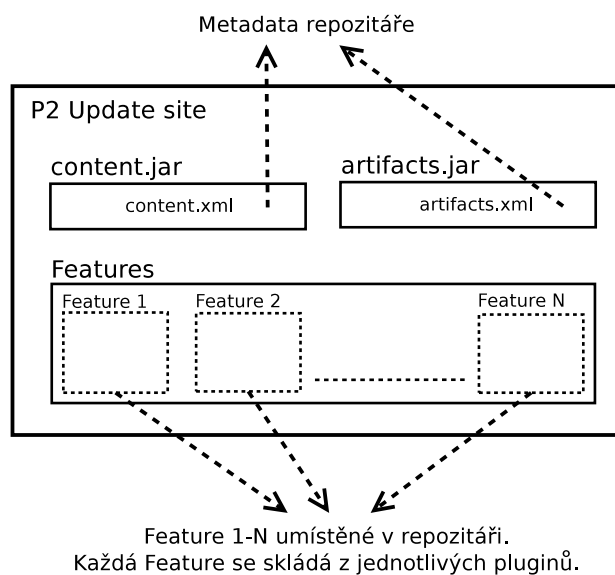 Metadata repozitáře
P2 Update site
content.jar
artifacts.jar
content.xml
artifacts.xml
Features
Feature 1
Feature 2
Feature N
Feature 1-N umístěné v repozitáři.
Každá Feature se skládá z jednotlivých pluginů.